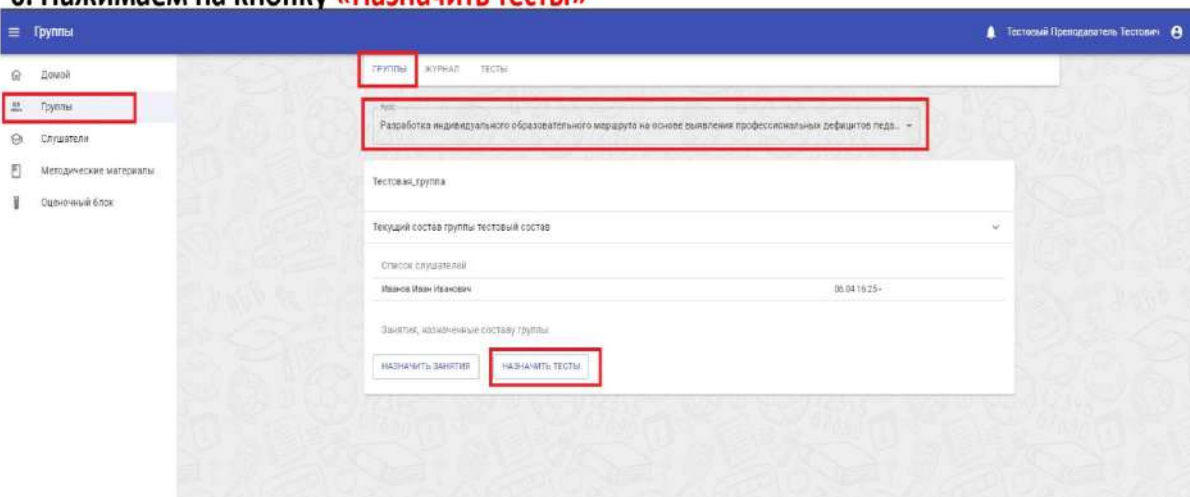 Нажимаем на кнопку «Назначить тесты»
Группы
Тестовый Преподаватель Тестович
Домой
Группы
Слушатели
Методические материалы
Оценочный блок
ГРУППЫ ЖУРНАЛ ТЕСТЫ
Курс
Разработка индивидуального образовательного маршрута на основе выявления профессиональных дефицитов педа...
Тестовая_группа
Текущий состав группы тестовый состав
Список слушателей
Иванов Иван Иванович 06.04 16:25 -
Занятия, назначенные составу группы
НАЗНАЧИТЬ ЗАНЯТИЯ НАЗНАЧИТЬ ТЕСТЫ